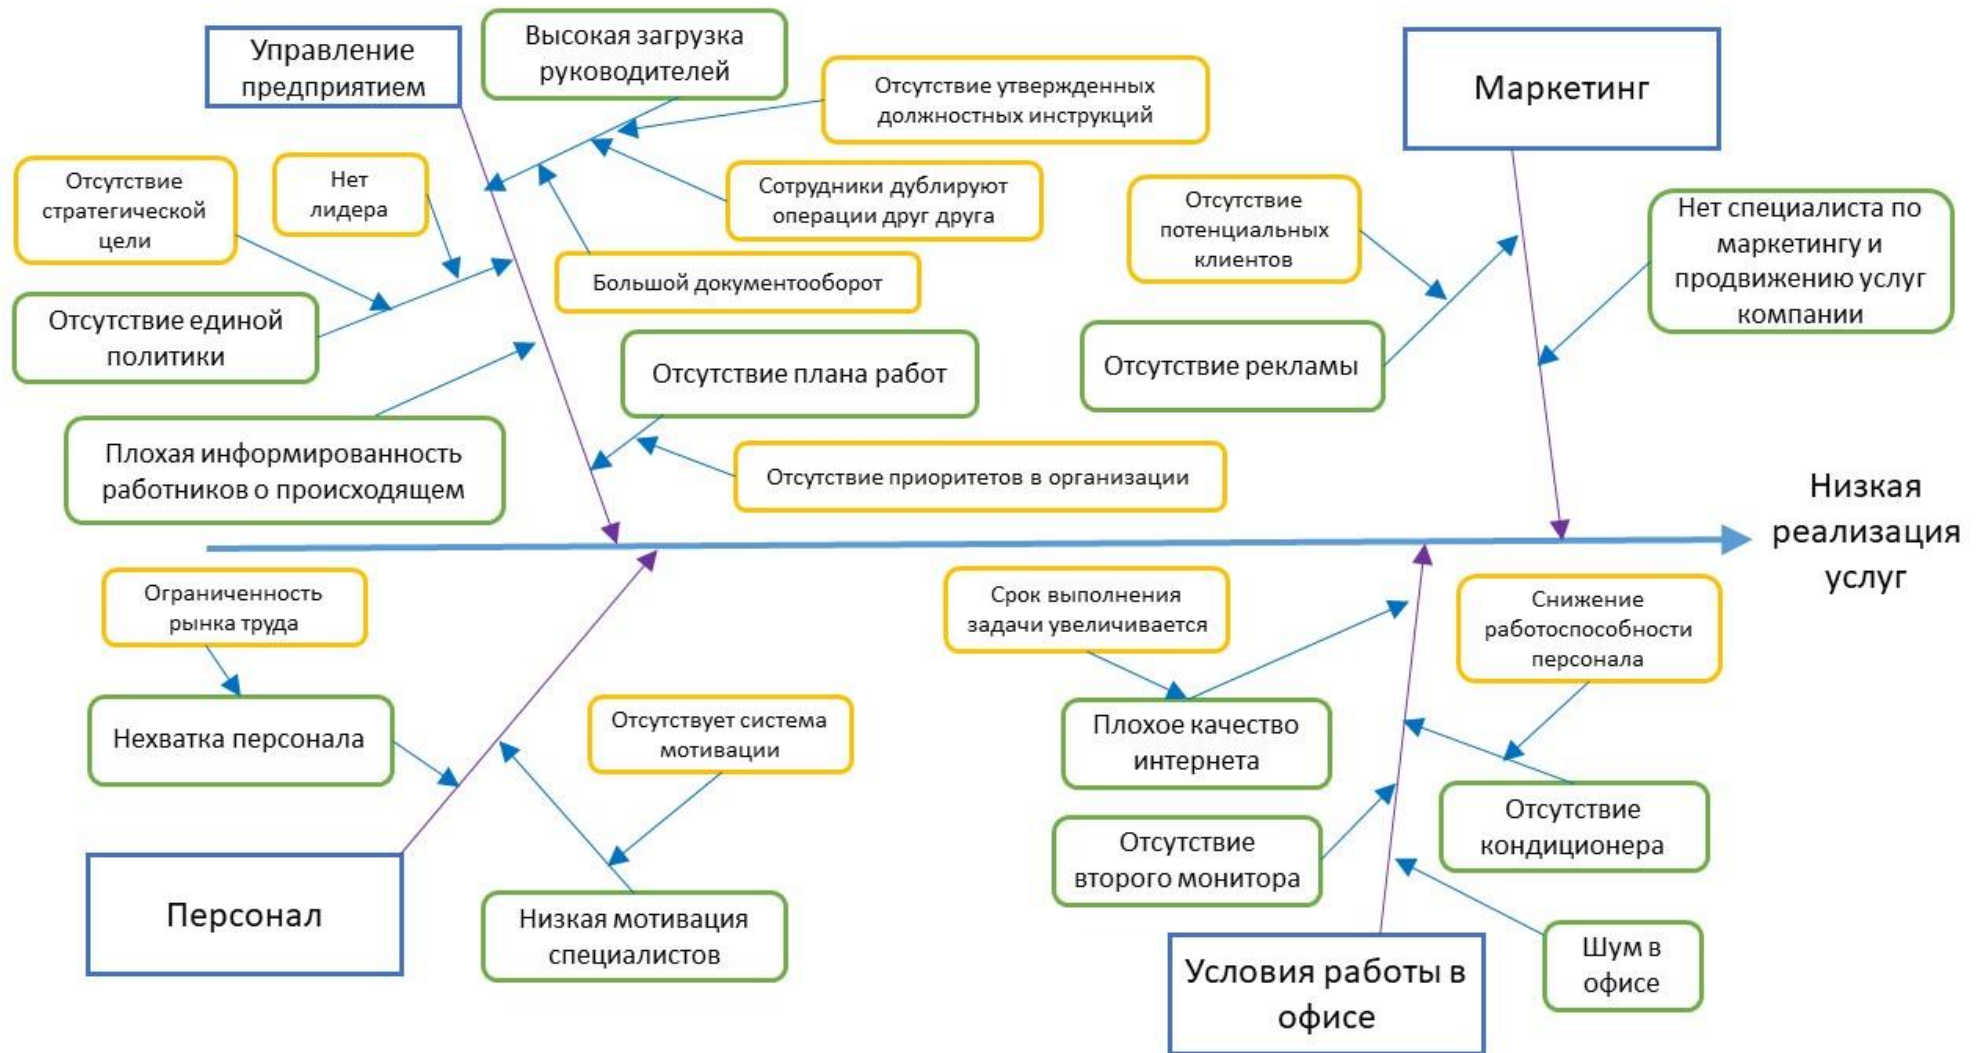 Управление
предприятием
Высокая загрузка
руководителей
Отсутствие утвержденных
должностных инструкций
Маркетинг
Отсутствие
стратегической
цели
Нет
лидера
Сотрудники дублируют
операции друг друга
Отсутствие
потенциальных
клиентов
Нет специалиста по
маркетингу и
продвижению услуг
компании
Большой документооборот
Отсутствие единой
политики
Отсутствие плана работ
Отсутствие рекламы
Плохая информированность
работников о происходящем
Отсутствие приоритетов в организации
Низкая
реализация
услуг
Ограниченность
рынка труда
Срок выполнения
задачи увеличивается
Снижение
работоспособности
персонала
Нехватка персонала
Отсутствует система
мотивации
Плохое качество
интернета
Отсутствие
кондиционера
Отсутствие
второго монитора
Персонал
Низкая мотивация
специалистов
Условия работы в
офисе
Шум в
офисе